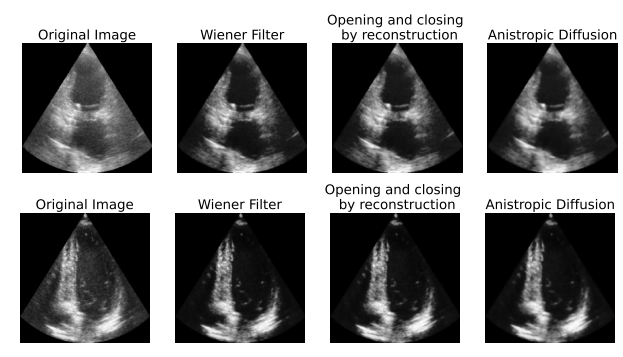 Original Image
Wiener Filter
Opening and closing
by reconstruction
Anistropic Diffusion
Original Image
Wiener Filter
Opening and closing
by reconstruction
Anistropic Diffusion